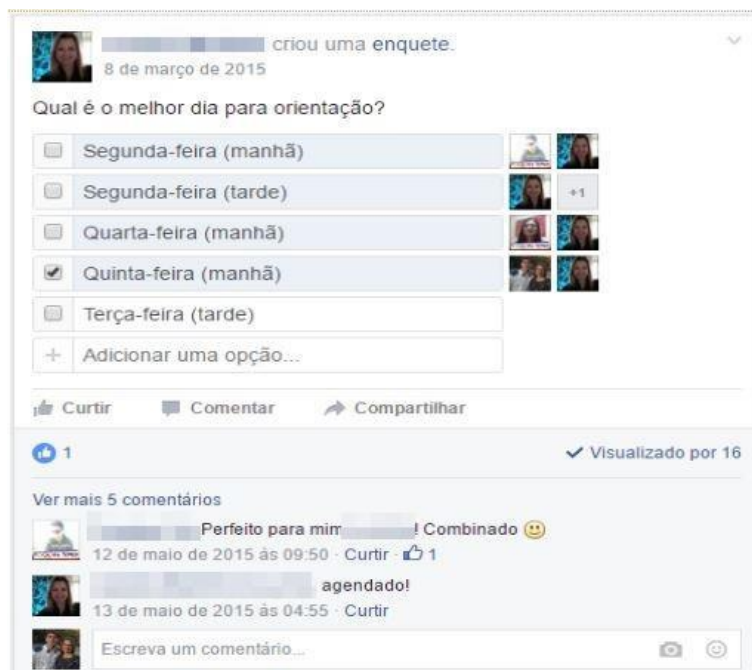 criou uma enquete.
8 de março de 2015
Qual é o melhor dia para orientação?
Segunda-feira (manhã)
Segunda-feira (tarde)
+1
Quarta-feira (manhã)
Quinta-feira (manhã)
Terça-feira (tarde)
+ Adicionar uma opção...
Curtir Comentar Compartilhar
1 Visualizado por 16
Ver mais 5 comentários
Perfeito para mim ! Combinado
12 de maio de 2015 às 09:50 · Curtir · 1
agendado!
13 de maio de 2015 às 04:55 · Curtir
Escreva um comentário...